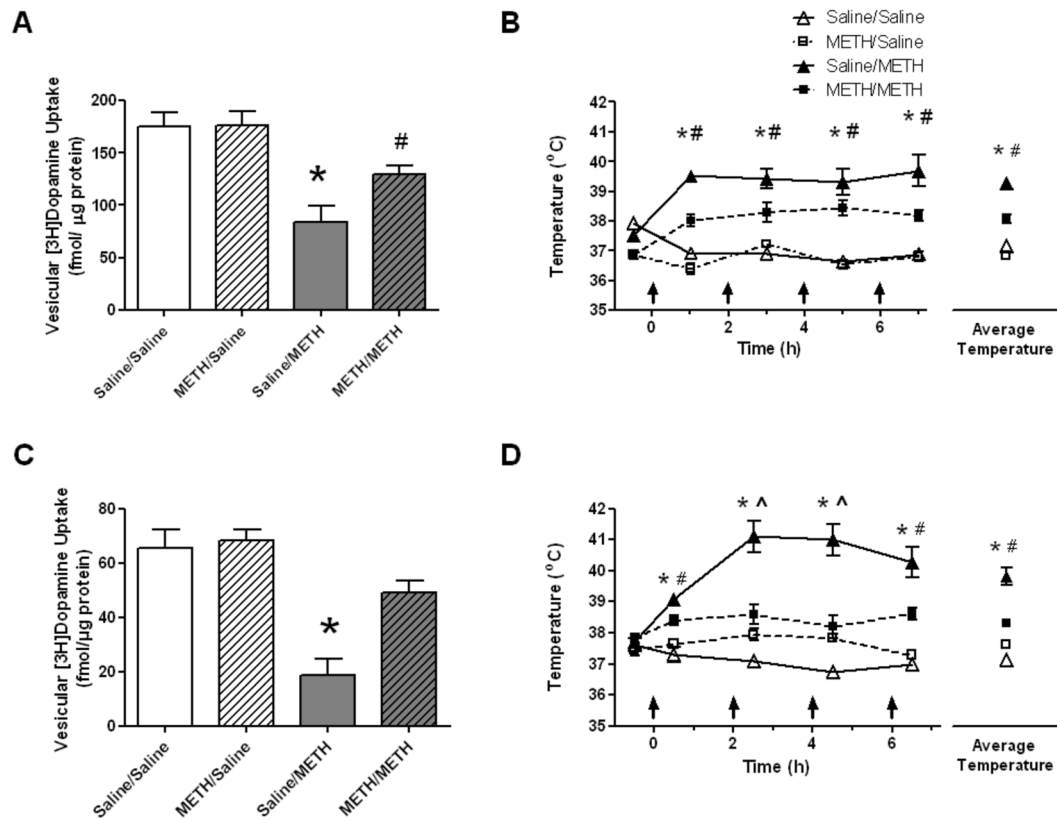 A
Vesicular [3H]Dopamine Uptake
(fmol/ µg protein)
200
150
100
50
0
*
#
Saline/Saline
METH/Saline
Saline/METH
METH/METH
B
Saline/Saline
METH/Saline
Saline/METH
METH/METH
Temperature (°C)
42
41
40
39
38
37
36
35
*# *# *# *#
* #
0 2 4 6
Time (h)
Average
Temperature
C
Vesicular [3H]Dopamine Uptake
(fmol/µg protein)
80
60
40
20
0
*
Saline/Saline
METH/Saline
Saline/METH
METH/METH
D
Temperature (°C)
42
41
40
39
38
37
36
35
* # * ^ * ^ * #
* #
0 2 4 6
Time (h)
Average
Temperature